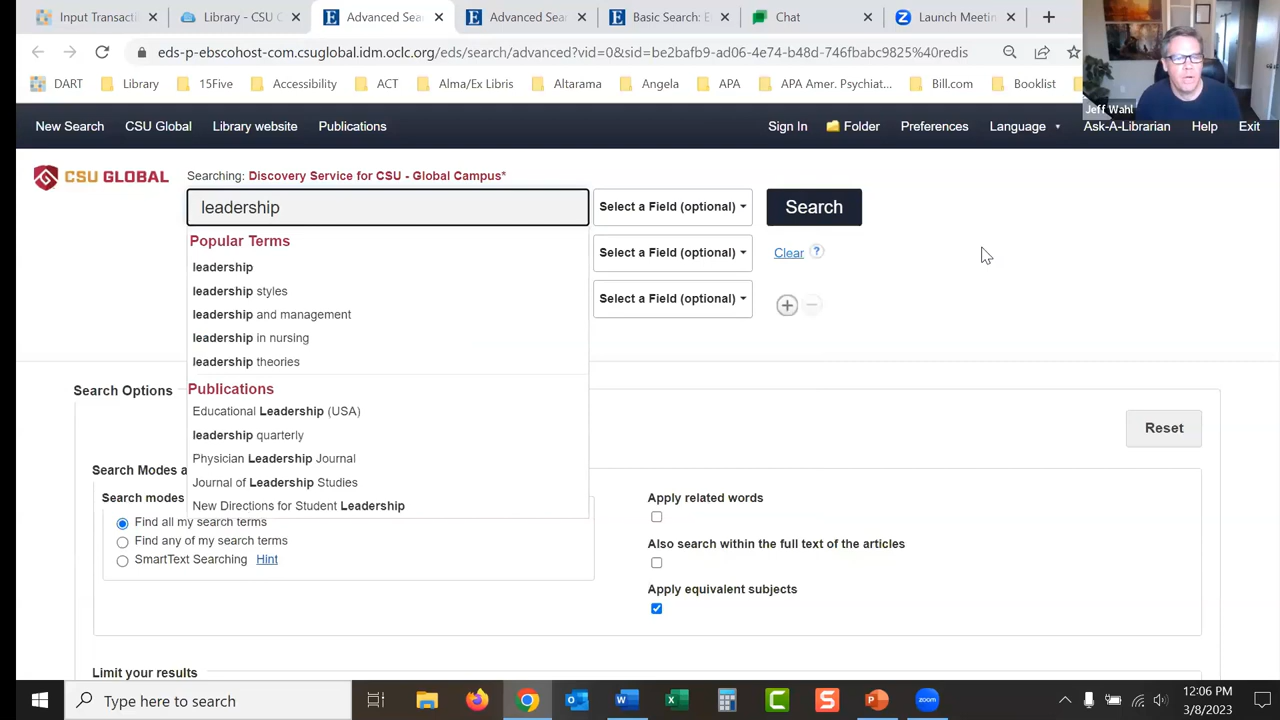 Input Transacti
Library - CSU C
Advanced Sea
Advanced Sea
Basic Search: E
Chat
Launch Meetin
eds-p-ebscohost-com.csuglobal.idm.oclc.org/eds/search/advanced?vid=0&sid=be2bafb9-ad6b-4e74-b48d-746fbabc9825%40redis
DART
Library
15Five
Accessibility
ACT
Alma/Ex Libris
Altarama
Angela
APA
APA Amer. Psychiat...
Bill.com
Booklist
Jeff Wahl
New Search
CSU Global
Library website
Publications
Sign In
Folder
Preferences
Language
Ask-A-Librarian
Help
Exit
CSU GLOBAL
Searching: Discovery Service for CSU - Global Campus*
leadership
Select a Field (optional)
Search
Popular Terms
Select a Field (optional)
Clear
?
leadership
leadership styles
Select a Field (optional)
leadership and management
leadership in nursing
leadership theories
Publications
Search Options
Educational Leadership (USA)
Reset
leadership quarterly
Physician Leadership Journal
Search Modes a
Journal of Leadership Studies
Search modes
Apply related words
New Directions for Student Leadership
Find all my search terms
Find any of my search terms
Also search within the full text of the articles
SmartText Searching Hint
Apply equivalent subjects
Limit your results
Type here to search
zoom
12:06 PM
3/8/2023